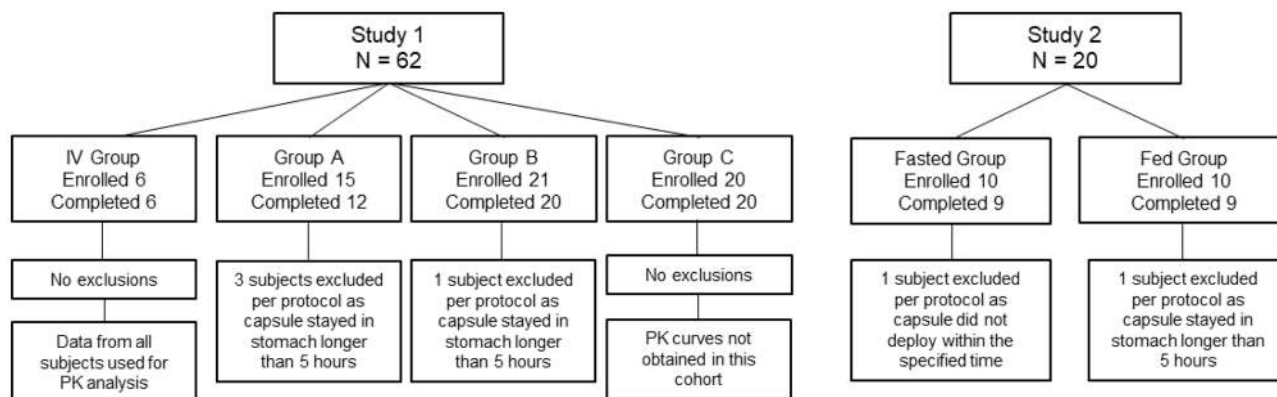 Study 1
N = 62
IV Group
Enrolled 6
Completed 6
No exclusions
Data from all
subjects used for
PK analysis
Group A
Enrolled 15
Completed 12
3 subjects excluded
per protocol as
capsule stayed in
stomach longer
than 5 hours
Group B
Enrolled 21
Completed 20
1 subject excluded
per protocol as
capsule stayed in
stomach longer
than 5 hours
Group C
Enrolled 20
Completed 20
No exclusions
PK curves not
obtained in this
cohort
Study 2
N = 20
Fasted Group
Enrolled 10
Completed 9
1 subject excluded
per protocol as
capsule did not
deploy within the
specified time
Fed Group
Enrolled 10
Completed 9
1 subject excluded
per protocol as
capsule stayed in
stomach longer than
5 hours